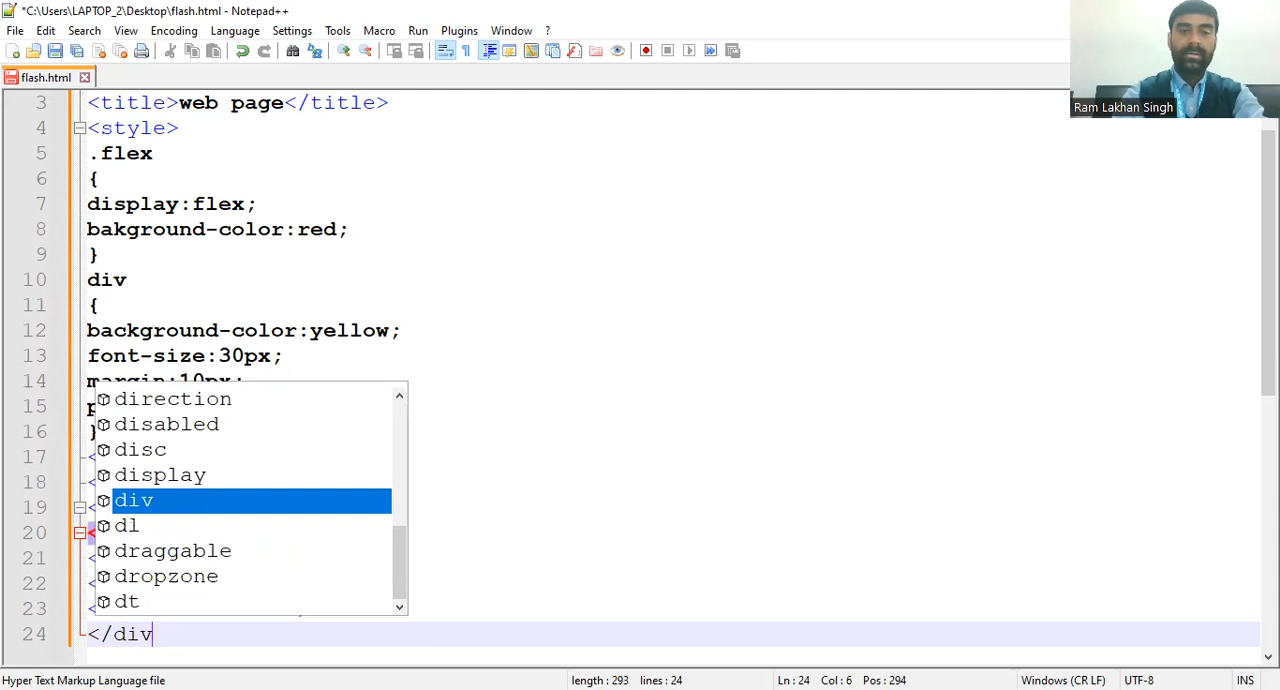 *C:\Users\LAPTOP_2\Desktop\flash.html - Notepad++
File Edit Search View Encoding Language Settings Tools Macro Run Plugins Window ?
flash.html
Ram Lakhan Singh
3 <title>web page</title>
4 <style>
5 .flex
6 {
7 display:flex;
8 bakground-color:red;
9 }
10 div
11 {
12 background-color:yellow;
13 font-size:30px;
14 margin:10px;
15 p
16 }
17 <
18 <
19 <
20 <
21 <
22 <
23 <
24 </div
direction
disabled
disc
display
div
dl
draggable
dropzone
dt
Hyper Text Markup Language file length : 293 lines : 24 Ln : 24 Col : 6 Pos : 294 Windows (CR LF) UTF-8 INS